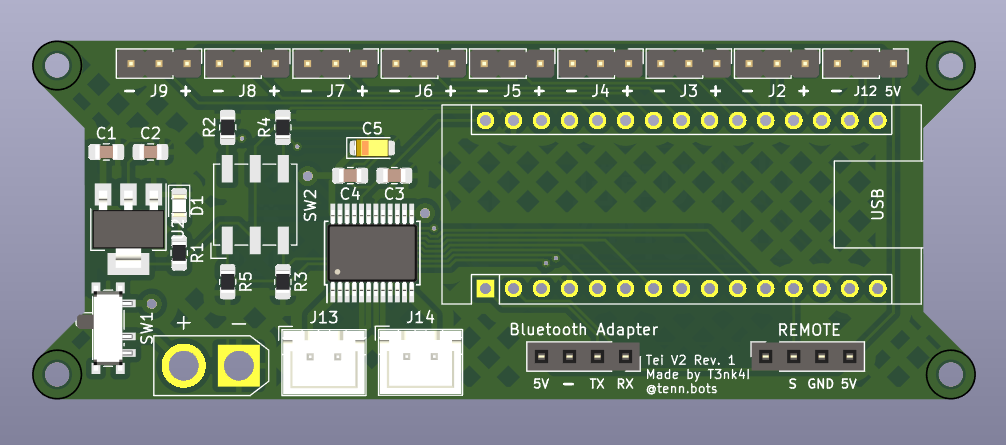 - J9 + - J8 + - J7 + - J6 + - J5 + - J4 + - J3 + - J2 + - J12 5V
R2
R4
C5
C1 C2
C4 C3
SW2
D1
R1
R5
R3
USB
SW1
+ -
J13
J14
Bluetooth Adapter
5V - TX RX
REMOTE
S GND 5V
Tei V2 Rev. 1
Made by T3nk4l
@tenn.bots